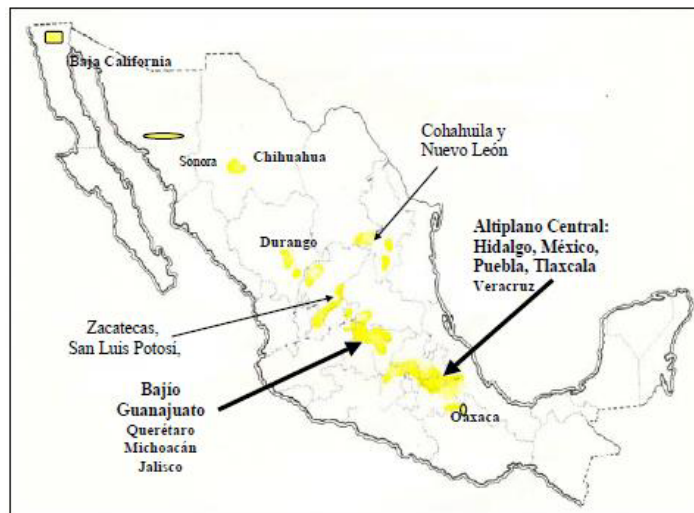 Baja California
Sonora
Chihuahua
Cohahuila y
Nuevo León
Durango
Altiplano Central:
Hidalgo, México,
Puebla, Tlaxcala
Veracruz
Zacatecas,
San Luis Potosí,
Bajío
Guanajuato
Querétaro
Michoacán
Jalisco
Oaxaca